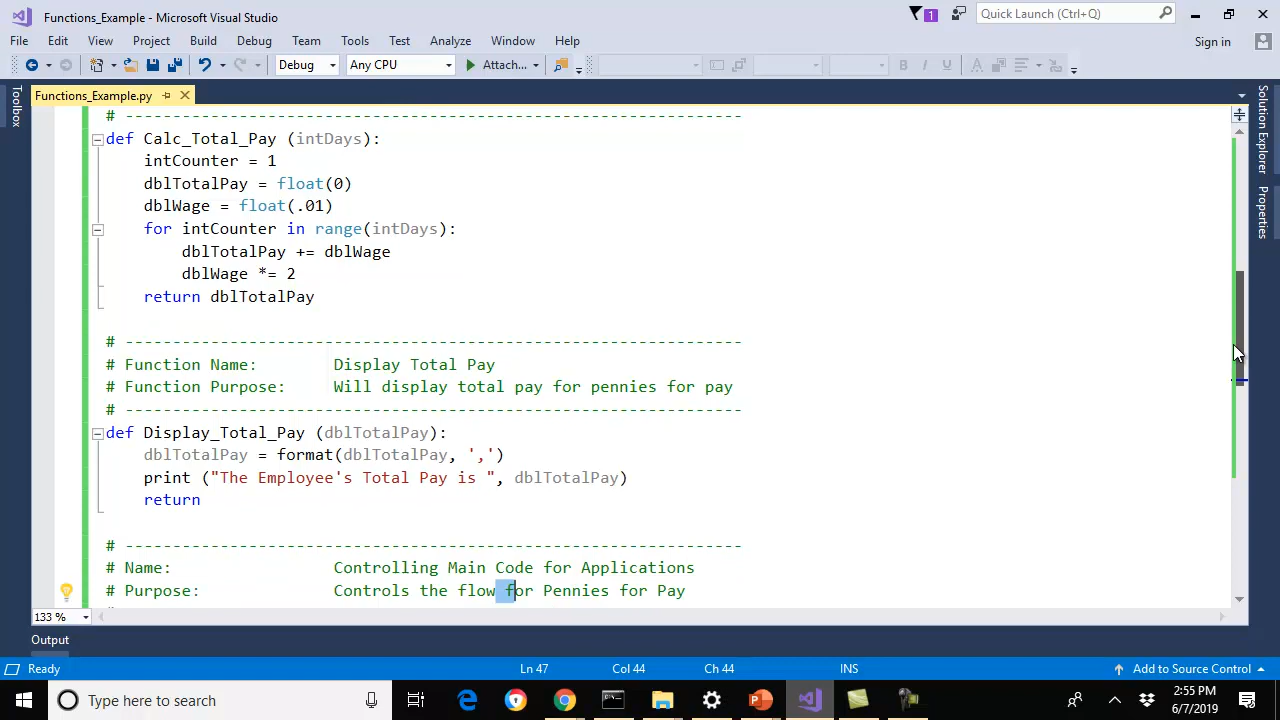 Functions_Example - Microsoft Visual Studio
1
Quick Launch (Ctrl+Q)
File Edit View Project Build Debug Team Tools Test Analyze Window Help
Sign in
Debug Any CPU Attach...
Functions_Example.py
Toolbox
Solution Explorer
Properties
# -----------------------------------------------------------------
def Calc_Total_Pay (intDays):
intCounter = 1
dblTotalPay = float(0)
dblWage = float(.01)
for intCounter in range(intDays):
dblTotalPay += dblWage
dblWage *= 2
return dblTotalPay
# -----------------------------------------------------------------
# Function Name: Display Total Pay
# Function Purpose: Will display total pay for pennies for pay
# -----------------------------------------------------------------
def Display_Total_Pay (dblTotalPay):
dblTotalPay = format(dblTotalPay, ',')
print ("The Employee's Total Pay is ", dblTotalPay)
return
# -----------------------------------------------------------------
# Name: Controlling Main Code for Applications
# Purpose: Controls the flow for Pennies for Pay
133 %
Output
Ready Ln 47 Col 44 Ch 44 INS Add to Source Control
Type here to search
2:55 PM
6/7/2019